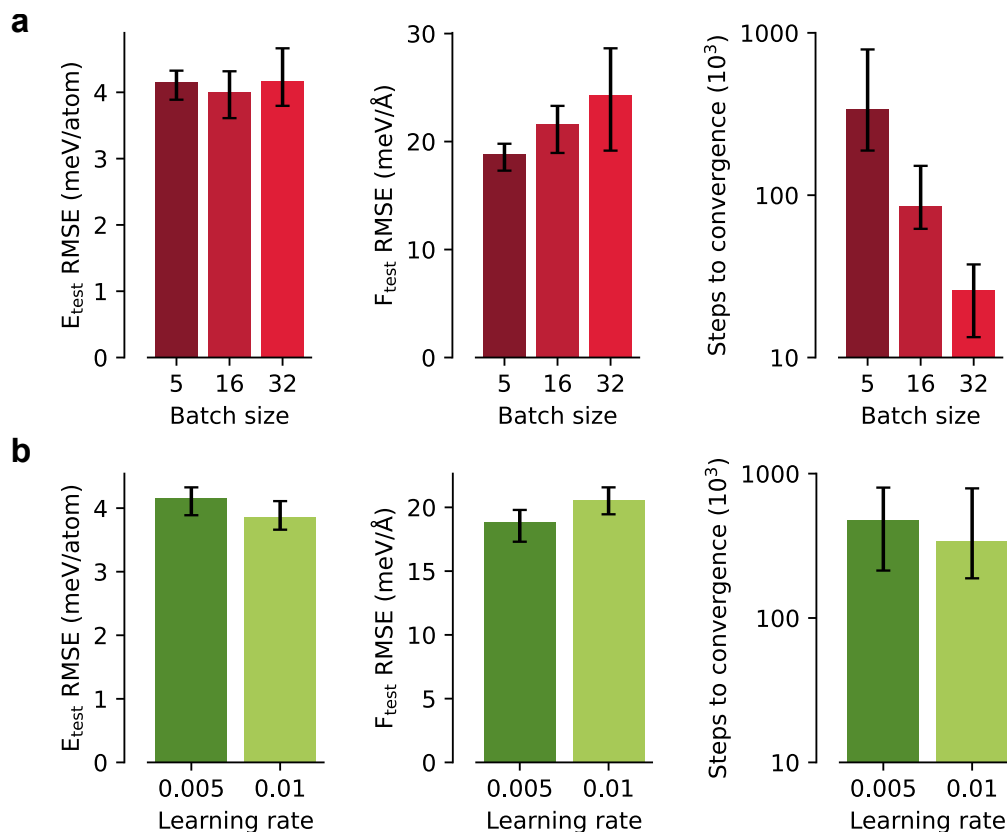 a
E_test RMSE (meV/atom)
4
4
3
2
1
0
5 16 32
Batch size
F_test RMSE (meV/Å)
30
20
10
0
5 16 32
Batch size
Steps to convergence (10³)
1000
100
10
5 16 32
Batch size
b
E_test RMSE (meV/atom)
4
4
3
2
1
0
0.005 0.01
Learning rate
F_test RMSE (meV/Å)
20
15
10
5
0
0.005 0.01
Learning rate
Steps to convergence (10³)
1000
100
10
0.005 0.01
Learning rate